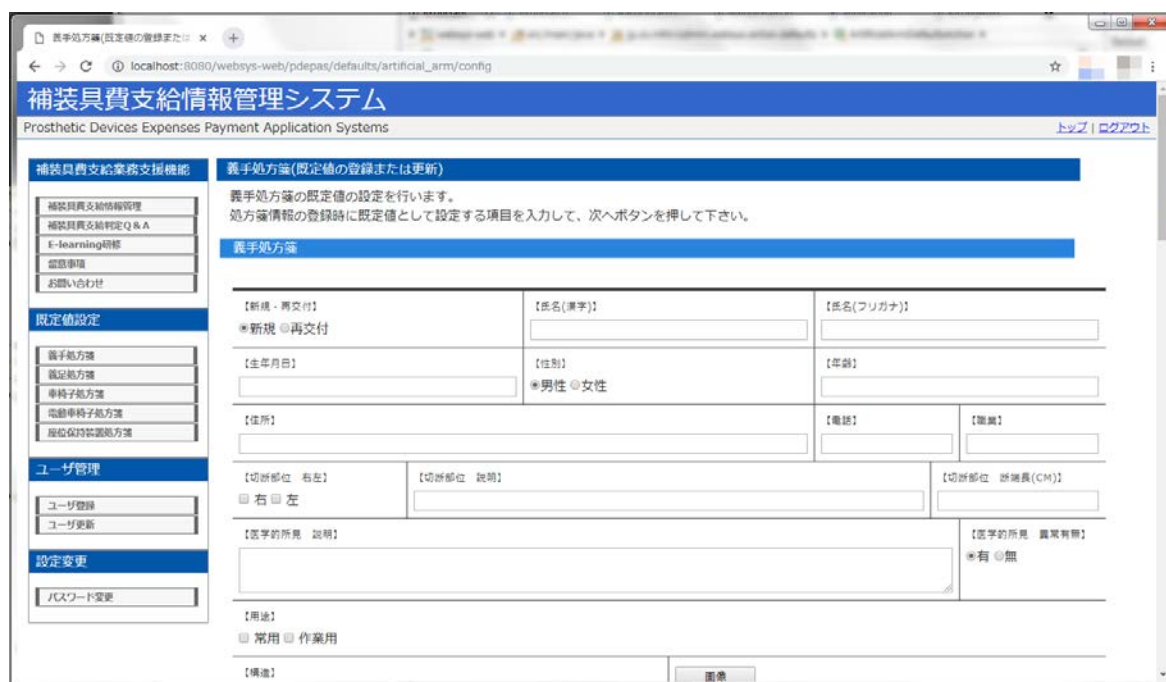 義手処方箋(既定値の登録または
localhost:8080/websys-web/pdepas/defaults/artificial_arm/config
補装具費支給情報管理システム
Prosthetic Devices Expenses Payment Application Systems
トップ | ログアウト
補装具費支給業務支援機能
補装具費支給情報管理
補装具費支給判定Q&A
E-learning研修
留意事項
お問い合わせ
既定値設定
義手処方箋
義足処方箋
車椅子処方箋
電動車椅子処方箋
座位保持装置処方箋
ユーザ管理
ユーザ登録
ユーザ更新
設定変更
パスワード変更
義手処方箋(既定値の登録または更新)
義手処方箋の既定値の設定を行います。
処方箋情報の登録時に既定値として設定する項目を入力して、次へボタンを押して下さい。
義手処方箋
【新規・再交付】
新規 再交付
【氏名(漢字)】
【氏名(フリガナ)】
【生年月日】
【性別】
男性 女性
【年齢】
【住所】
【電話】
【職業】
【切断部位 右左】
右 左
【切断部位 説明】
【切断部位 断端長(CM)】
【医学的所見 説明】
【医学的所見 異常有無】
有 無
【用途】
常用 作業用
【構造】
画像